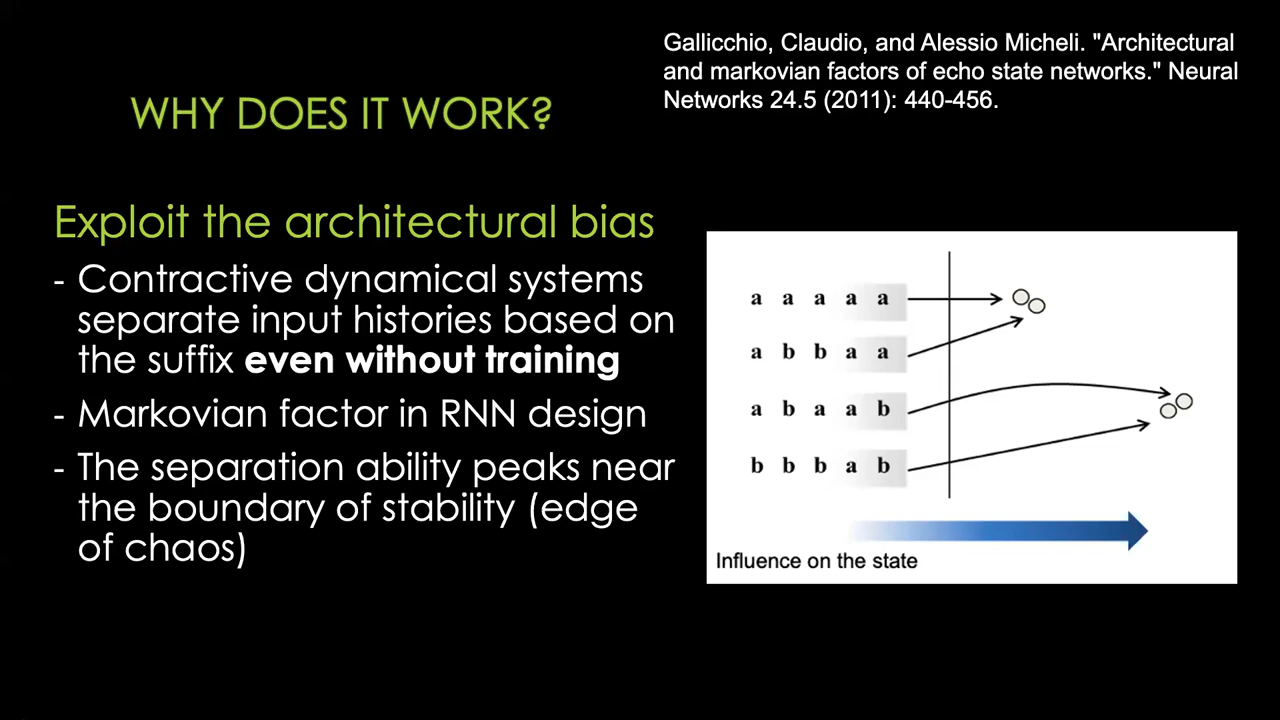 WHY DOES IT WORK?
Gallicchio, Claudio, and Alessio Micheli. "Architectural
and markovian factors of echo state networks." Neural
Networks 24.5 (2011): 440-456.
Exploit the architectural bias
- Contractive dynamical systems
separate input histories based on
the suffix even without training
- Markovian factor in RNN design
- The separation ability peaks near
the boundary of stability (edge
of chaos)
a a a a a
a b b a a
a b a a b
b b b a b
Influence on the state